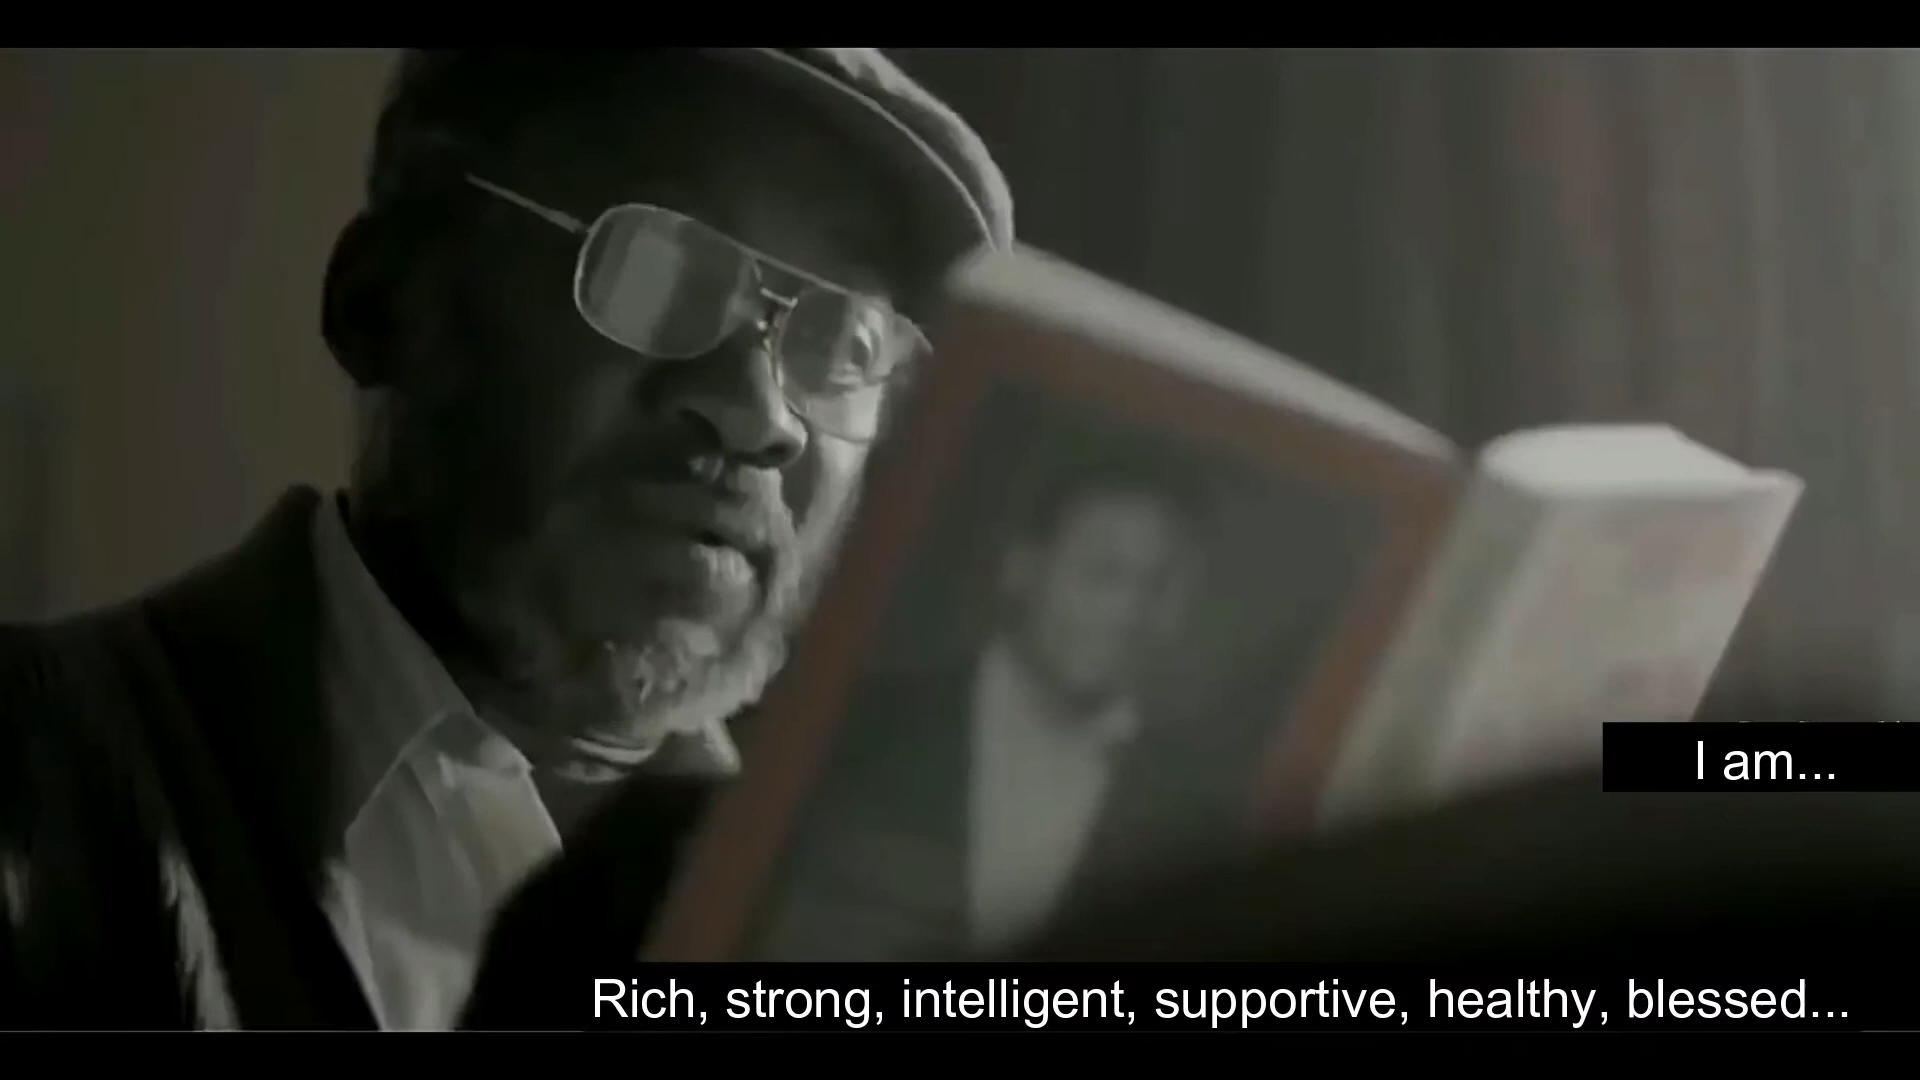 I am...
Rich, strong, intelligent, supportive, healthy, blessed...